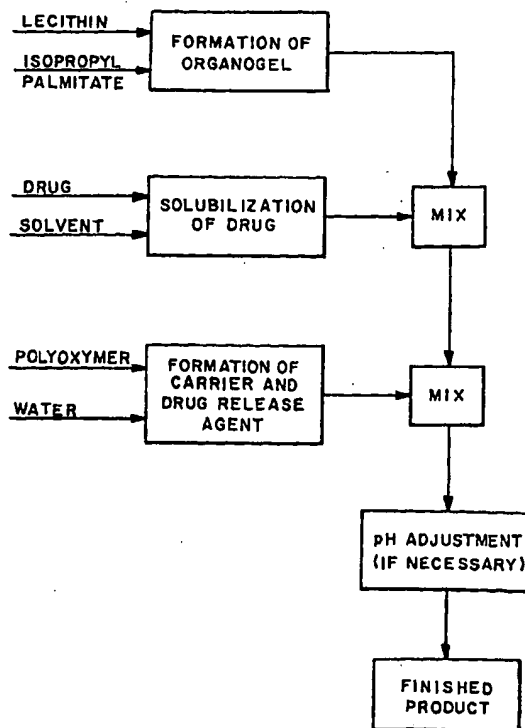 LECITHIN
ISOPROPYL
PALMITATE
FORMATION OF
ORGANOGEL
DRUG
SOLVENT
SOLUBILIZATION
OF DRUG
MIX
POLYOXYMER
WATER
FORMATION OF
CARRIER AND
DRUG RELEASE
AGENT
MIX
pH ADJUSTMENT
(IF NECESSARY)
FINISHED
PRODUCT